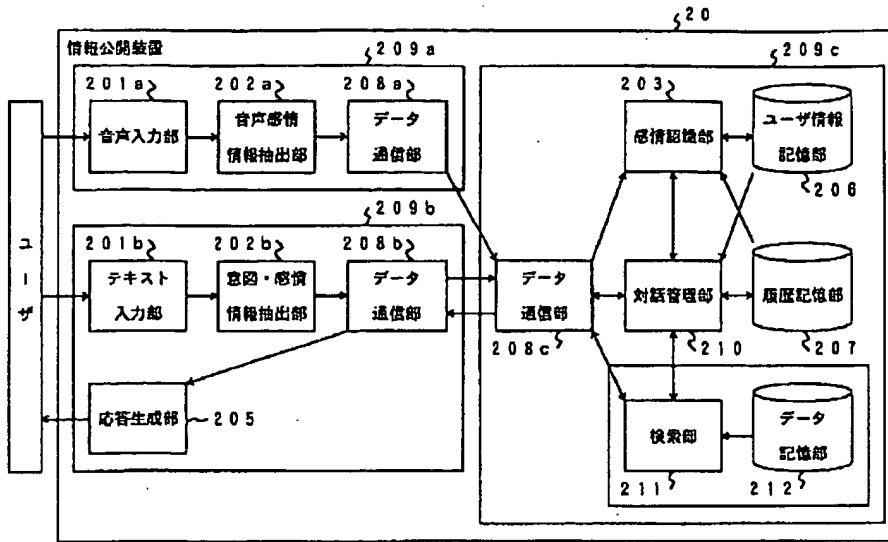 20
情報公開装置
209a
201a
202a
208a
音声入力部
音声感情
情報抽出部
データ
通信部
209b
201b
202b
208b
テキスト
入力部
意図・感情
情報抽出部
データ
通信部
応答生成部
205
ユーザ
209c
203
感情認識部
ユーザ情報
記憶部
206
データ
通信部
208c
対話管理部
210
履歴記憶部
207
検索部
211
データ
記憶部
212